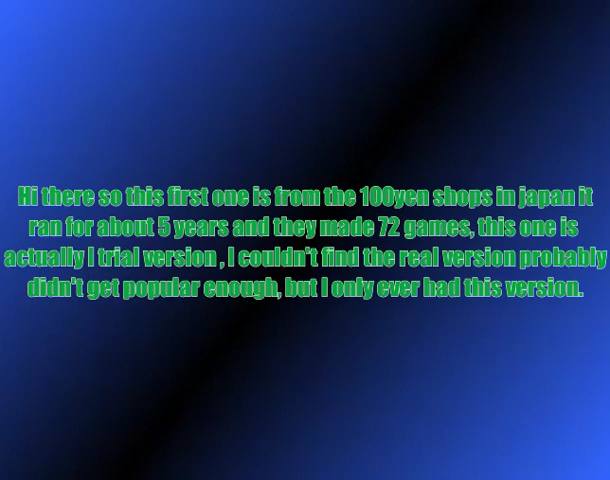 Hi there so this first one is from the 100yen shops in japan it
ran for about 5 years and they made 72 games, this one is
actually I trial version , I couldn't find the real version probably
didn't get popular enough, but I only ever had this version.